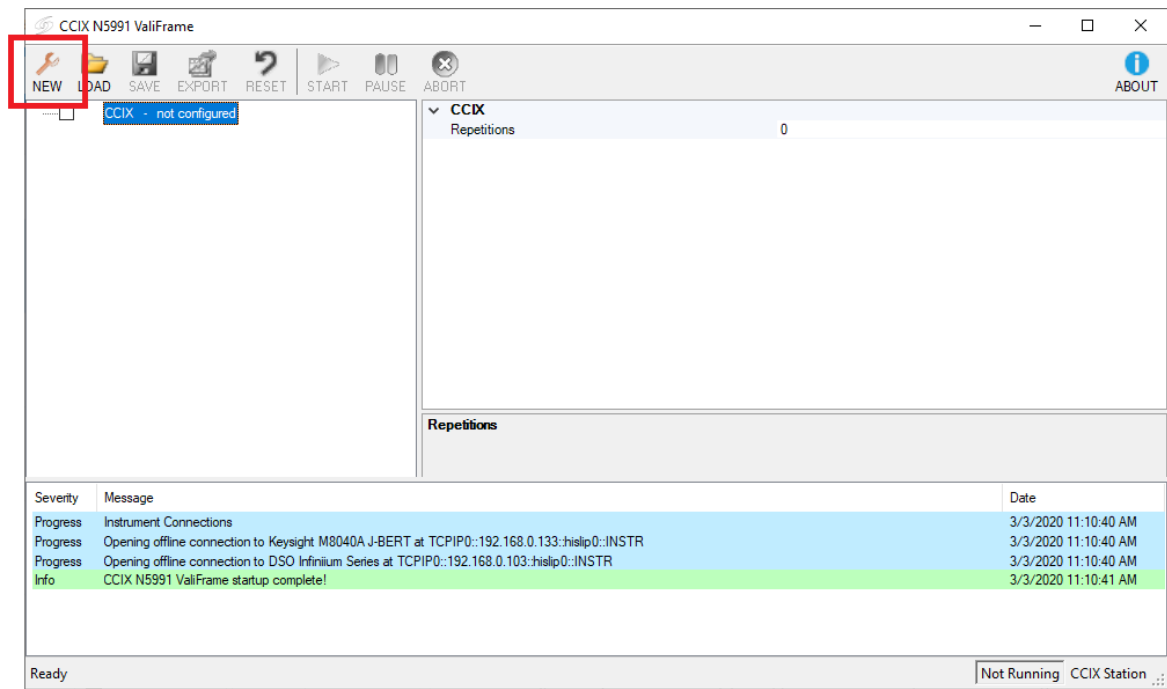 CCIX N5991 ValiFrame
NEW LOAD SAVE EXPORT RESET START PAUSE ABORT ABOUT
CCIX - not configured
CCIX
Repetitions 0
Repetitions
Severity Message Date
Progress Instrument Connections 3/3/2020 11:10:40 AM
Progress Opening offline connection to Keysight M8040A J-BERT at TCPIP0::192.168.0.133::hislip0::INSTR 3/3/2020 11:10:40 AM
Progress Opening offline connection to DSO Infiniium Series at TCPIP0::192.168.0.103::hislip0::INSTR 3/3/2020 11:10:40 AM
Info CCIX N5991 ValiFrame startup complete! 3/3/2020 11:10:41 AM
Ready Not Running CCIX Station